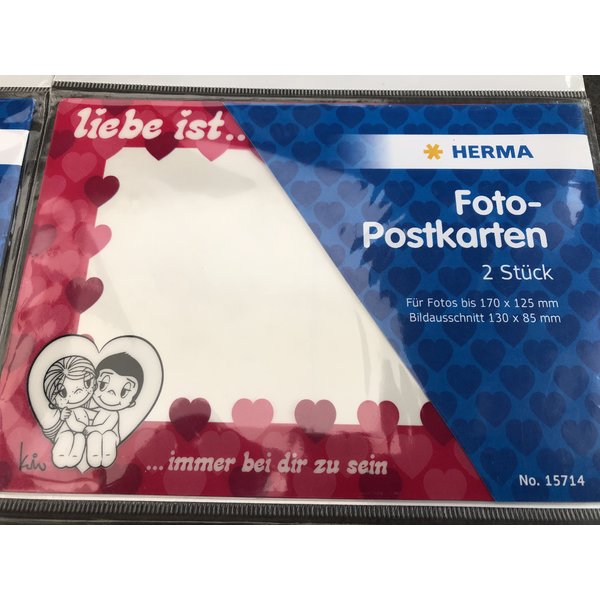 liebe ist..
HERMA
Foto-
Postkarten
2 Stück
Für Fotos bis 170 x 125 mm
Bildausschnitt 130 x 85 mm
...immer bei dir zu sein
No. 15714